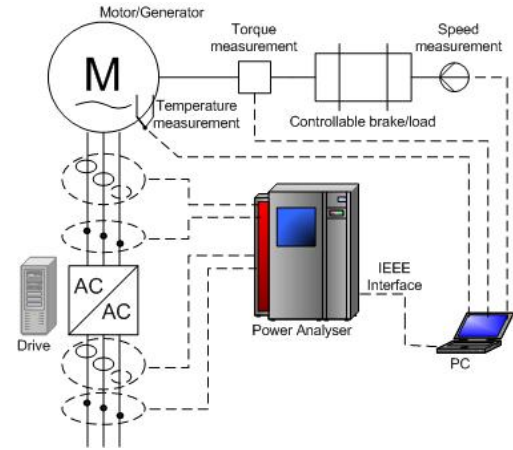 Motor/Generator
M
Torque
measurement
Speed
measurement
Temperature
measurement
Controllable brake/load
AC
AC
Drive
Power Analyser
IEEE
Interface
PC